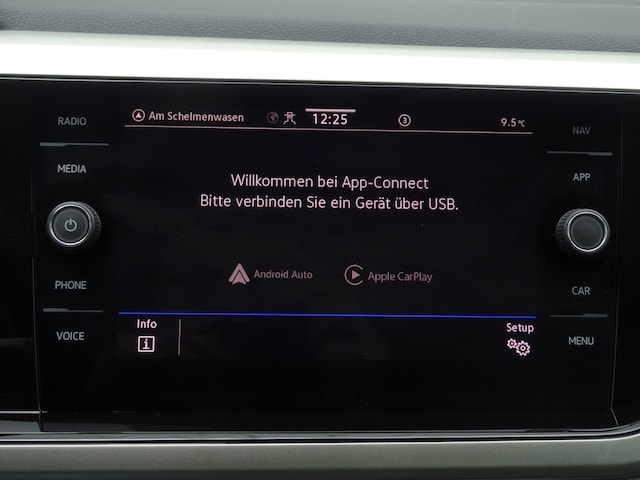 RADIO
MEDIA
PHONE
VOICE
Am Schelmenwasen
12:25
3
9.5°C
Willkommen bei App-Connect
Bitte verbinden Sie ein Gerät über USB.
Android Auto
Apple CarPlay
Info
i
Setup
NAV
APP
CAR
MENU